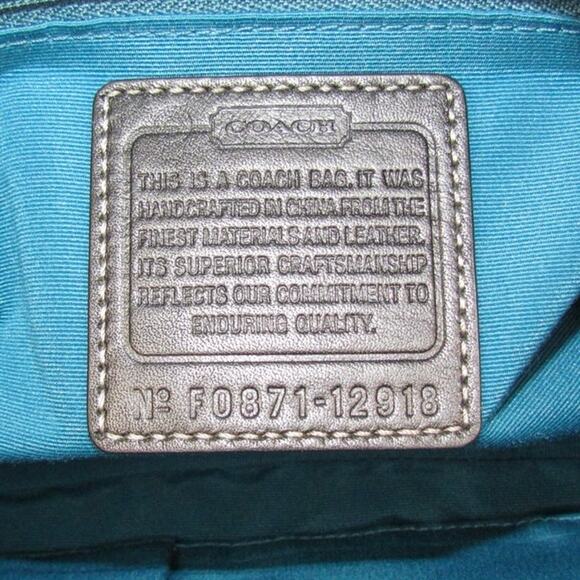 COACH
THIS IS A COACH BAG. IT WAS
HANDCRAFTED IN CHINA FROM THE
FINEST MATERIALS AND LEATHER.
ITS SUPERIOR CRAFTSMANSHIP
REFLECTS OUR COMMITMENT TO
ENDURING QUALITY.
Nº F0871-12918